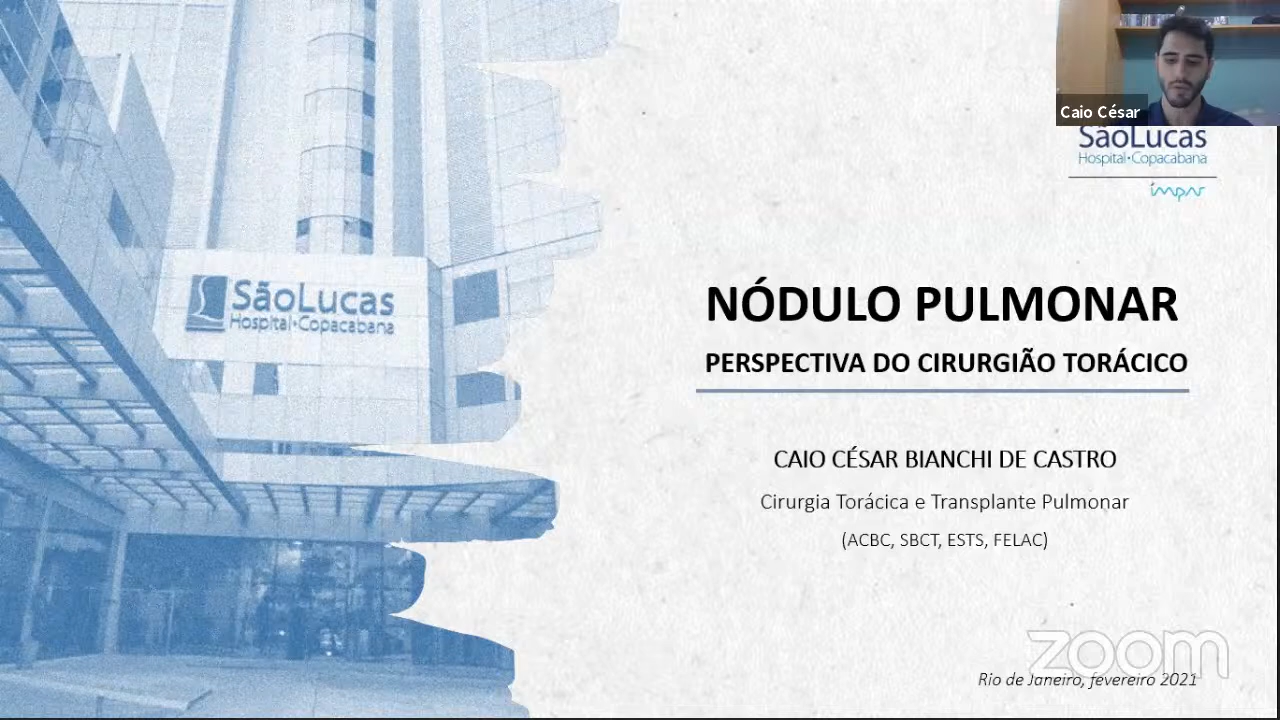 Caio César
SãoLucas
Hospital•Copacabana
impar
SãoLucas
Hospital•Copacabana
NÓDULO PULMONAR
PERSPECTIVA DO CIRURGIÃO TORÁCICO
CAIO CÉSAR BIANCHI DE CASTRO
Cirurgia Torácica e Transplante Pulmonar
(ACBC, SBCT, ESTS, FELAC)
zoom
Rio de Janeiro, fevereiro 2021